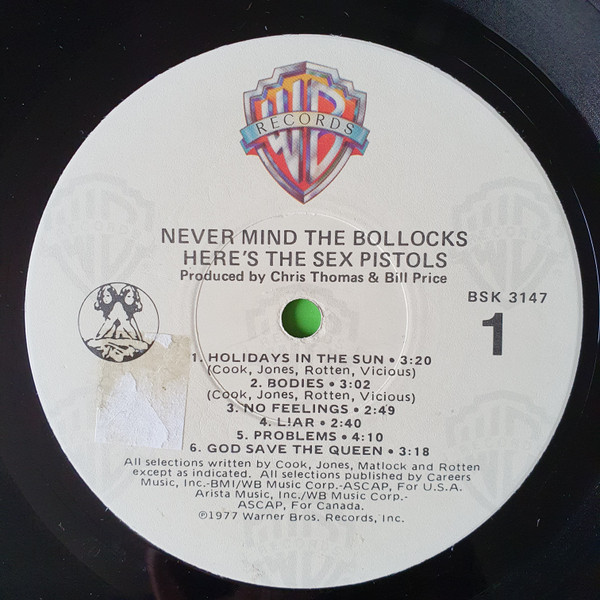 WB
RECORDS
NEVER MIND THE BOLLOCKS
HERE'S THE SEX PISTOLS
Produced by Chris Thomas & Bill Price
BSK 3147
1
1. HOLIDAYS IN THE SUN • 3:20
(Cook, Jones, Rotten, Vicious)
2. BODIES • 3:02
(Cook, Jones, Rotten, Vicious)
3. NO FEELINGS • 2:49
4. LIAR • 2:40
5. PROBLEMS • 4:10
6. GOD SAVE THE QUEEN • 3:18
All selections written by Cook, Jones, Matlock and Rotten
except as indicated. All selections published by Careers
Music, Inc.-BMI/WB Music Corp.-ASCAP, For U.S.A.
Arista Music, Inc./WB Music Corp.-
ASCAP, For Canada.
℗1977 Warner Bros. Records, Inc.